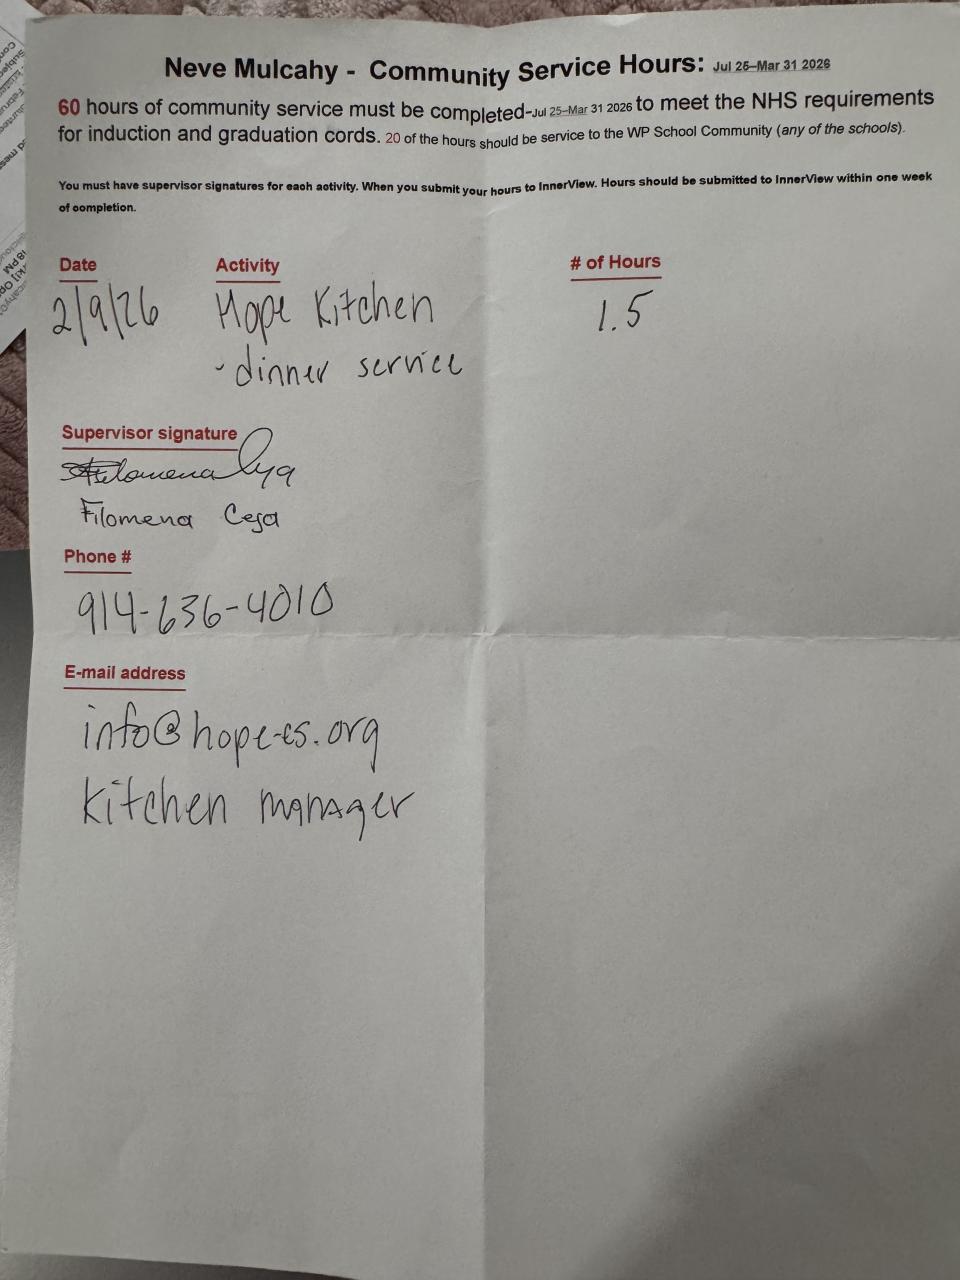 Neve Mulcahy - Community Service Hours: Jul 25–Mar 31 2026
60 hours of community service must be completed-Jul 25–Mar 31 2026 to meet the NHS requirements
for induction and graduation cords. 20 of the hours should be service to the WP School Community (any of the schools).
You must have supervisor signatures for each activity. When you submit your hours to InnerView. Hours should be submitted to InnerView within one week
of completion.
Date Activity # of Hours
2/9/26 Hope Kitchen 1.5
- dinner service
Supervisor signature
Filomena
Filomena Ceja
Phone #
914-636-4010
E-mail address
info@hope-cs.org
kitchen manager